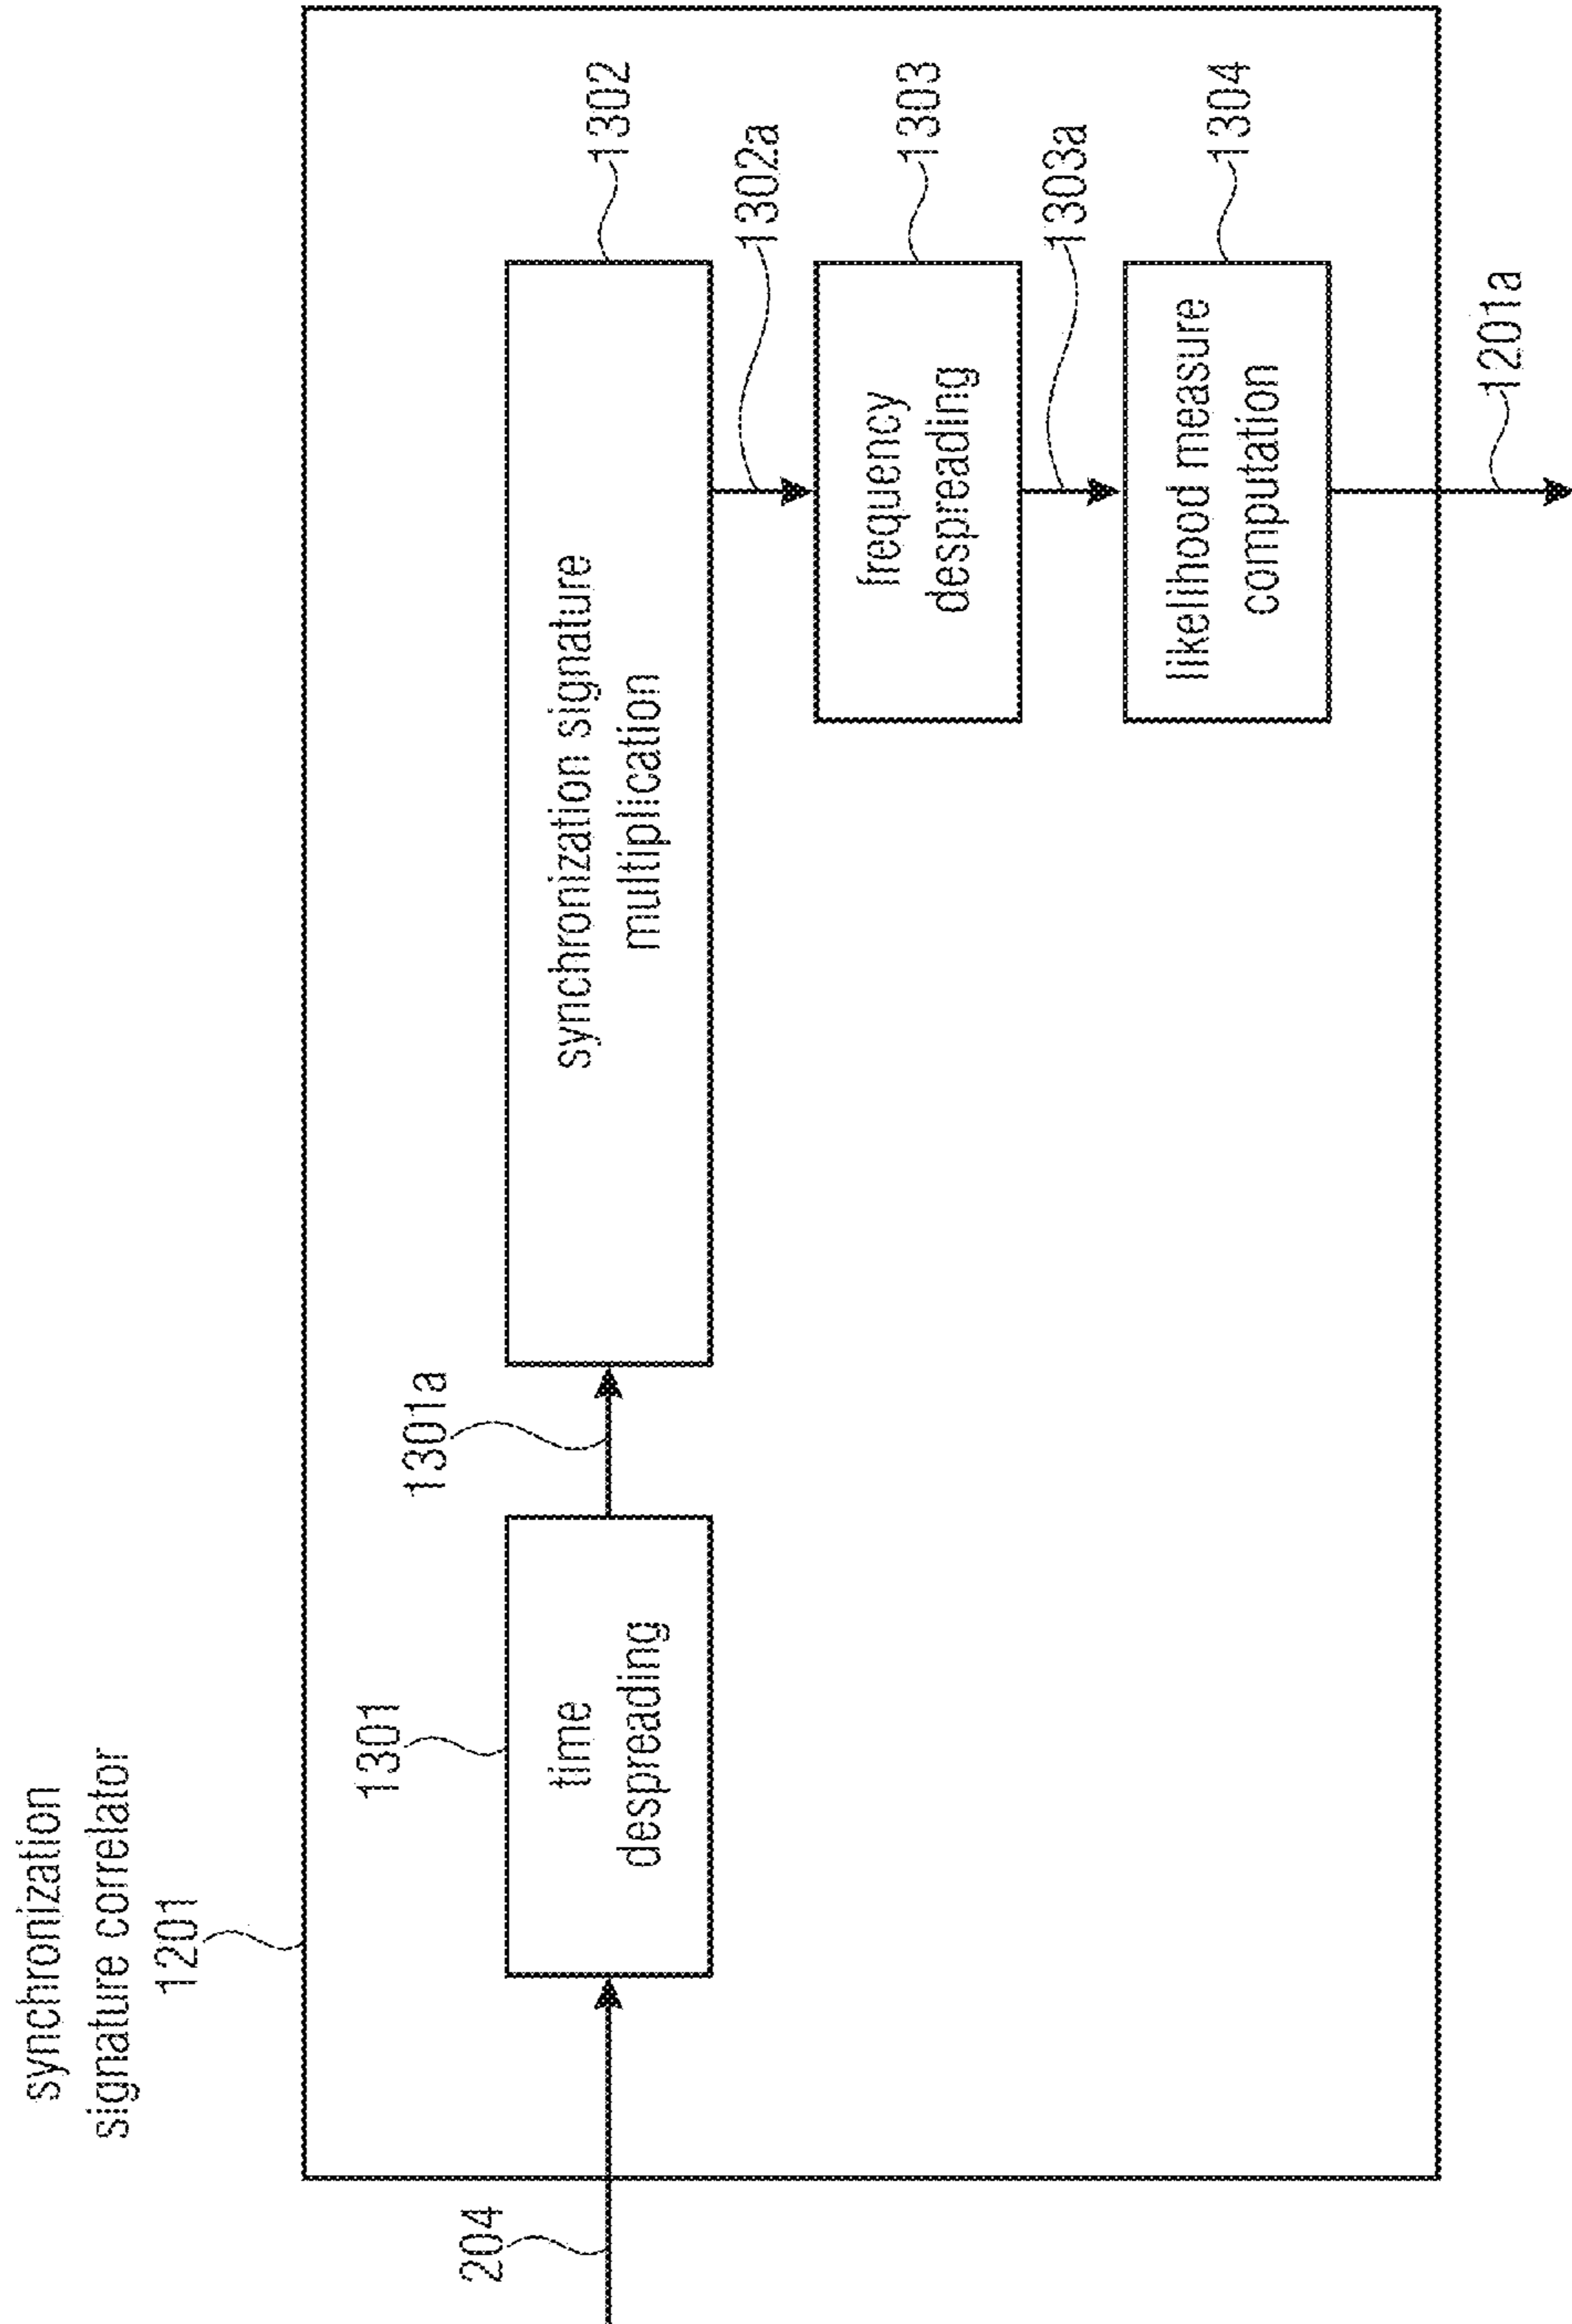 synchronization
signature correlator
1201
204
1301
time
despreading
1301a
synchronization signature
multiplication
1302
1302a
frequency
despreading
1303
1303a
likelihood measure
computation
1304
1201a